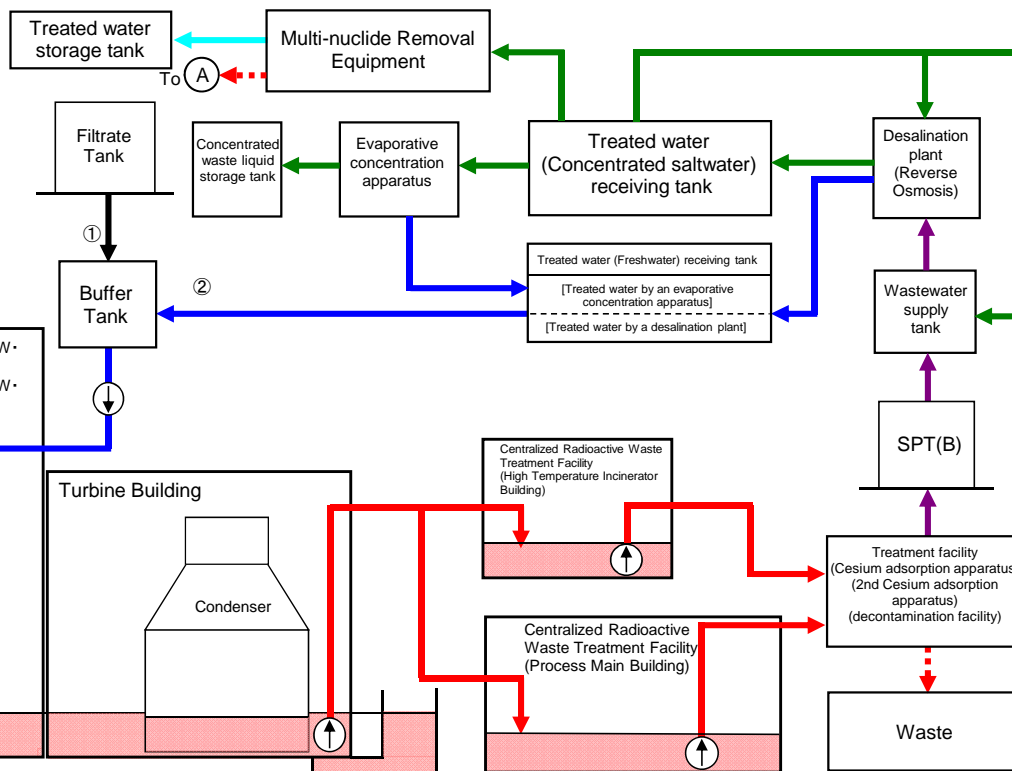 Treated water
storage tank
Multi-nuclide Removal
Equipment
To A
Filtrate
Tank
Concentrated
waste liquid
storage tank
Evaporative
concentration
apparatus
Treated water
(Concentrated saltwater)
receiving tank
Desalination
plant
(Reverse
Osmosis)
①
②
Buffer
Tank
Treated water (Freshwater) receiving tank
[Treated water by an evaporative
concentration apparatus]
[Treated water by a desalination plant]
Wastewater
supply
tank
W・
W・
SPT(B)
Turbine Building
Condenser
Centralized Radioactive Waste
Treatment Facility
(High Temperature Incinerator
Building)
Treatment facility
(Cesium adsorption apparatus
(2nd Cesium adsorption
apparatus)
(decontamination facility)
Centralized Radioactive
Waste Treatment Facility
(Process Main Building)
Waste